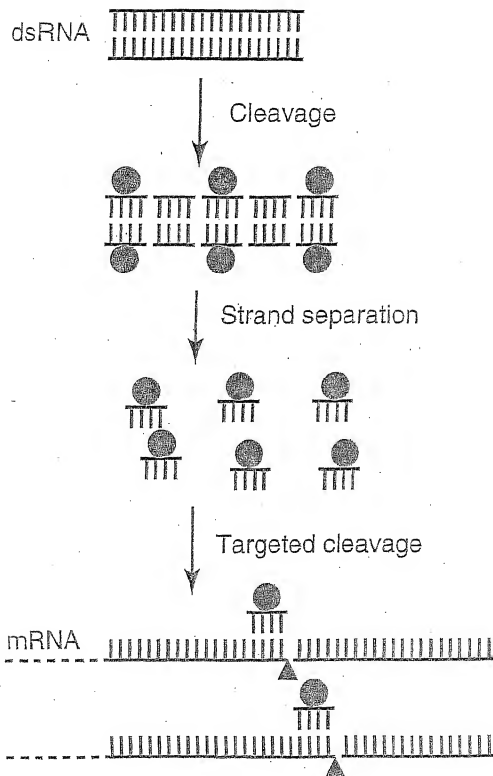 dsRNA
Cleavage
Strand separation
Targeted cleavage
mRNA